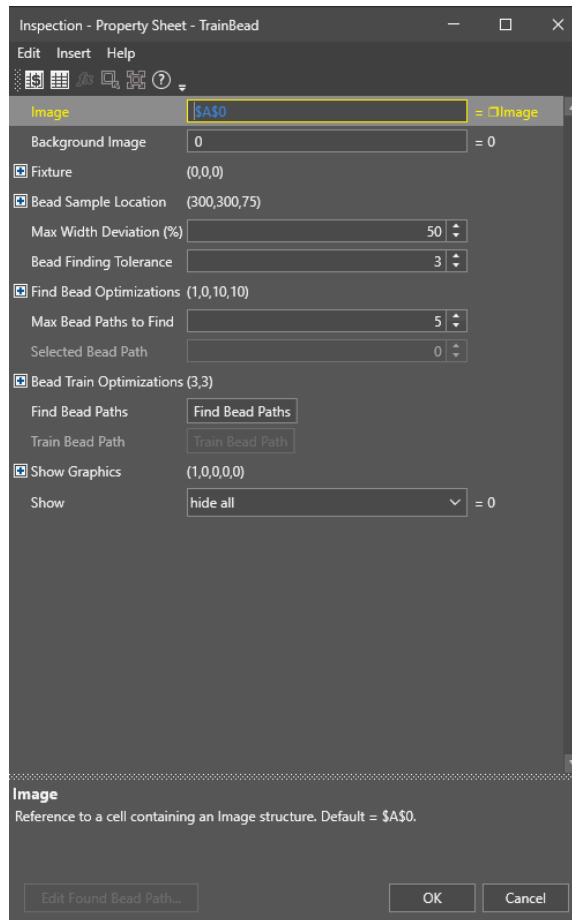 Inspection - Property Sheet - TrainBead
Edit Insert Help
Image $A$0 = Image
Background Image 0 = 0
Fixture (0,0,0)
Bead Sample Location (300,300,75)
Max Width Deviation (%) 50
Bead Finding Tolerance 3
Find Bead Optimizations (1,0,10,10)
Max Bead Paths to Find 5
Selected Bead Path 0
Bead Train Optimizations (3,3)
Find Bead Paths Find Bead Paths
Train Bead Path Train Bead Path
Show Graphics (1,0,0,0,0)
Show hide all = 0
Image
Reference to a cell containing an Image structure. Default = $A$0.
Edit Found Bead Path... OK Cancel